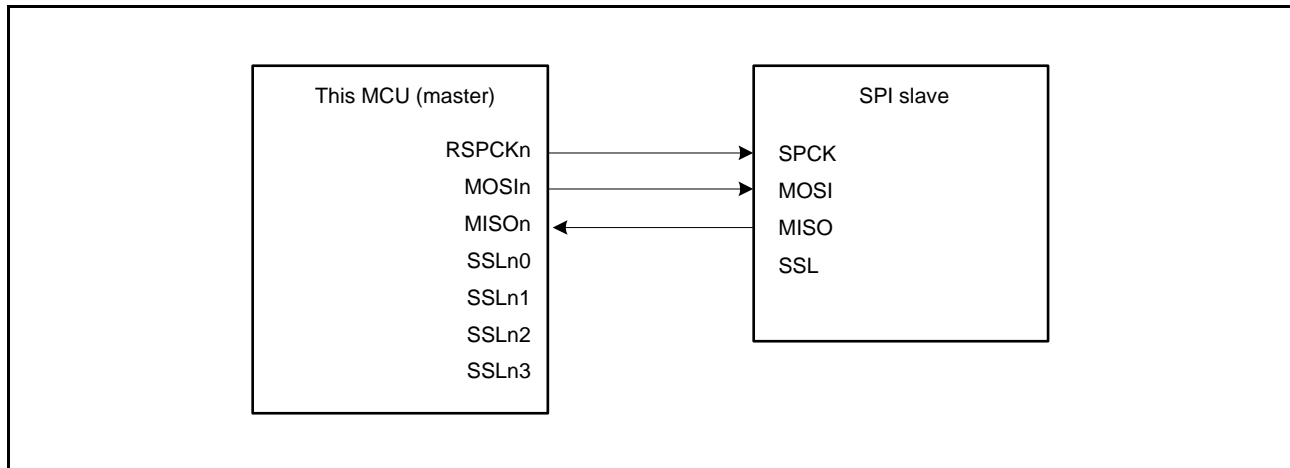 This MCU (master)
RSPCKn
MOSIn
MISOn
SSLn0
SSLn1
SSLn2
SSLn3
SPI slave
SPCK
MOSI
MISO
SSL